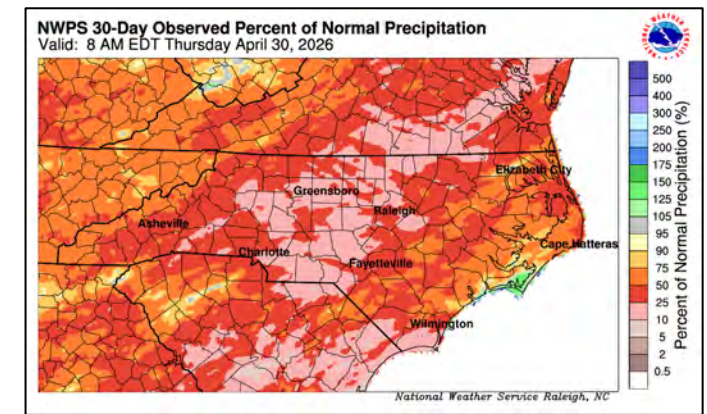 NWPS 30-Day Observed Percent of Normal Precipitation
Valid: 8 AM EDT Thursday April 30, 2026
Elizabeth City
Greensboro
Raleigh
Asheville
Cape Hatteras
Charlotte
Fayetteville
Wilmington
National Weather Service Raleigh, NC
500
400
300
250
200
175
150
125
105
95
90
75
50
25
10
5
2
0.5
Percent of Normal Precipitation (%)